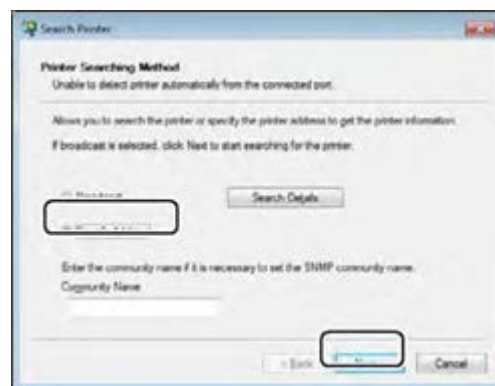 Search Printer
Printer Searching Method
Unable to detect printer automatically from the connected port.
Allows you to search the printer or specify the printer address to get the printer information.
If broadcast is selected, click Next to start searching for the printer.
Search Details
Enter the community name if it is necessary to set the SNMP community name.
Community Name
< Back
Cancel